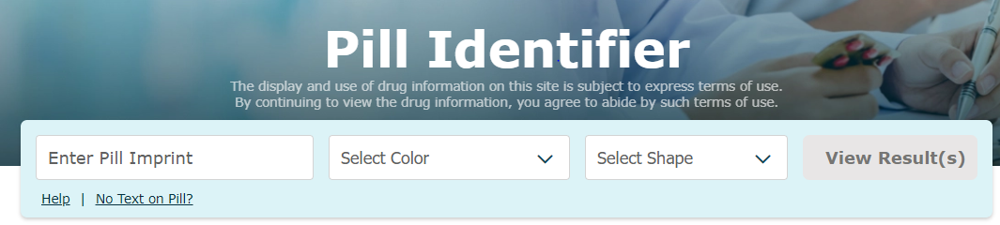 Pill Identifier
The display and use of drug information on this site is subject to express terms of use.
By continuing to view the drug information, you agree to abide by such terms of use.
Enter Pill Imprint
Select Color
Select Shape
View Result(s)
Help | No Text on Pill?